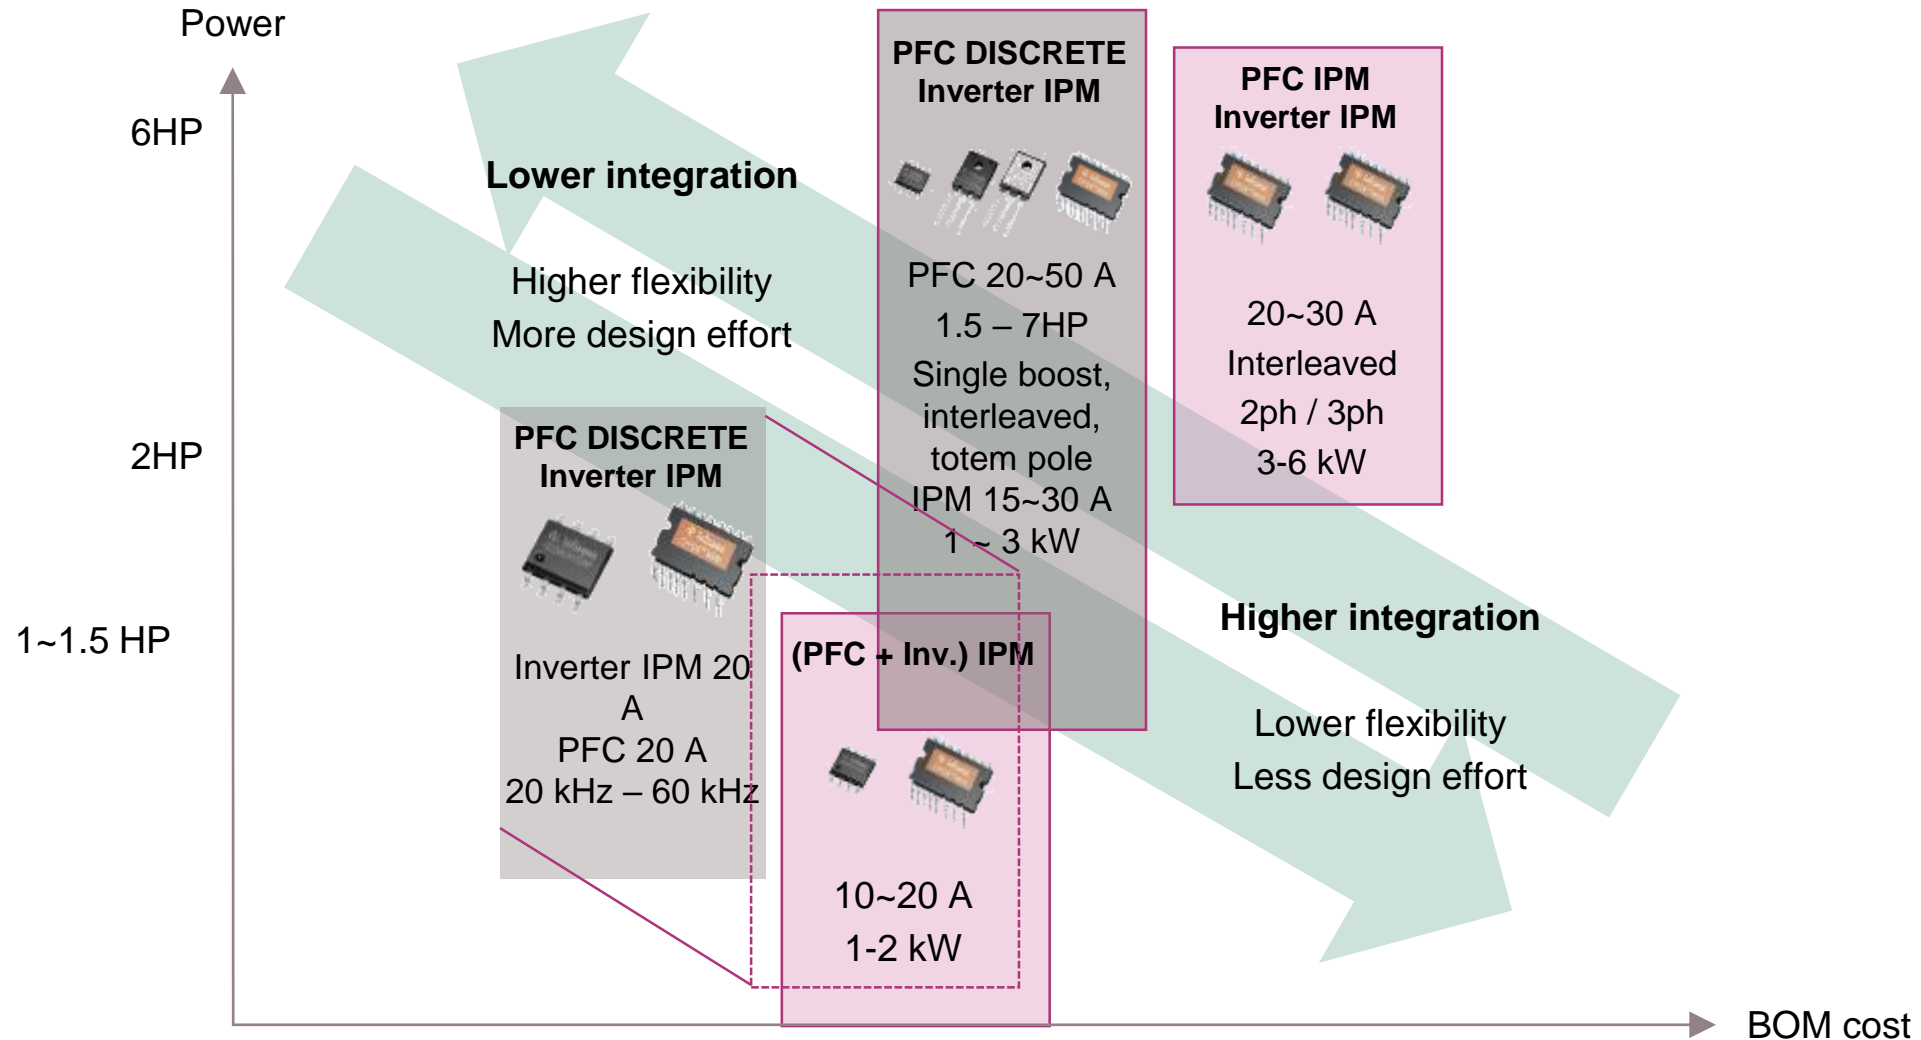 Power
6HP
2HP
1~1.5 HP
BOM cost
Lower integration
Higher flexibility
More design effort
PFC DISCRETE
Inverter IPM
Inverter IPM 20
A
PFC 20 A
20 kHz – 60 kHz
PFC DISCRETE
Inverter IPM
PFC 20~50 A
1.5 – 7HP
Single boost,
interleaved,
totem pole
IPM 15~30 A
1 ~ 3 kW
(PFC + Inv.) IPM
10~20 A
1-2 kW
PFC IPM
Inverter IPM
20~30 A
Interleaved
2ph / 3ph
3-6 kW
Higher integration
Lower flexibility
Less design effort